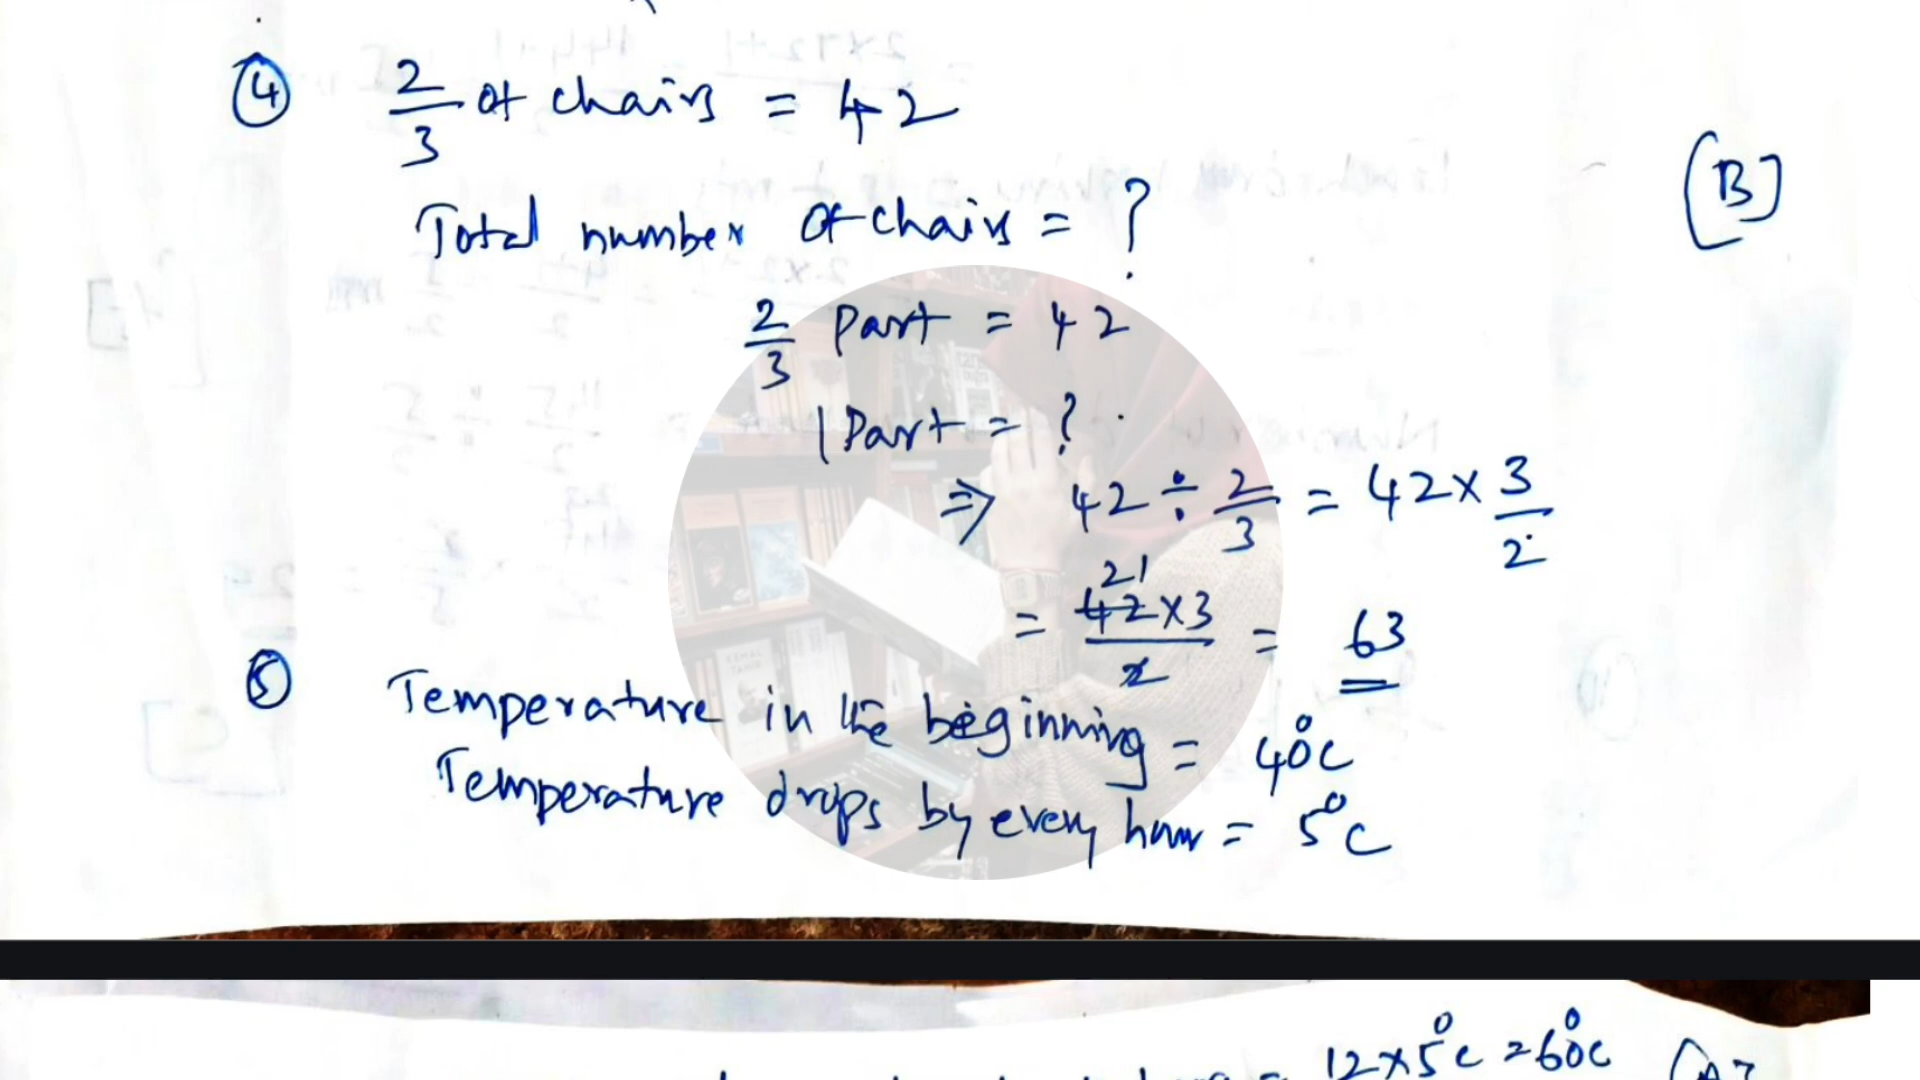 4 2/3 of chairs = 42
[B]
Total number of chairs = ?
2/3 Part = 42
1 Part = ?
⇒ 42 ÷ 2/3 = 42 × 3/2
= 42 × 3 / 2 = 63
21
5 Temperature in the beginning = 40°C
Temperature drops by every hour = 5°C
12 × 5°C = 60°C